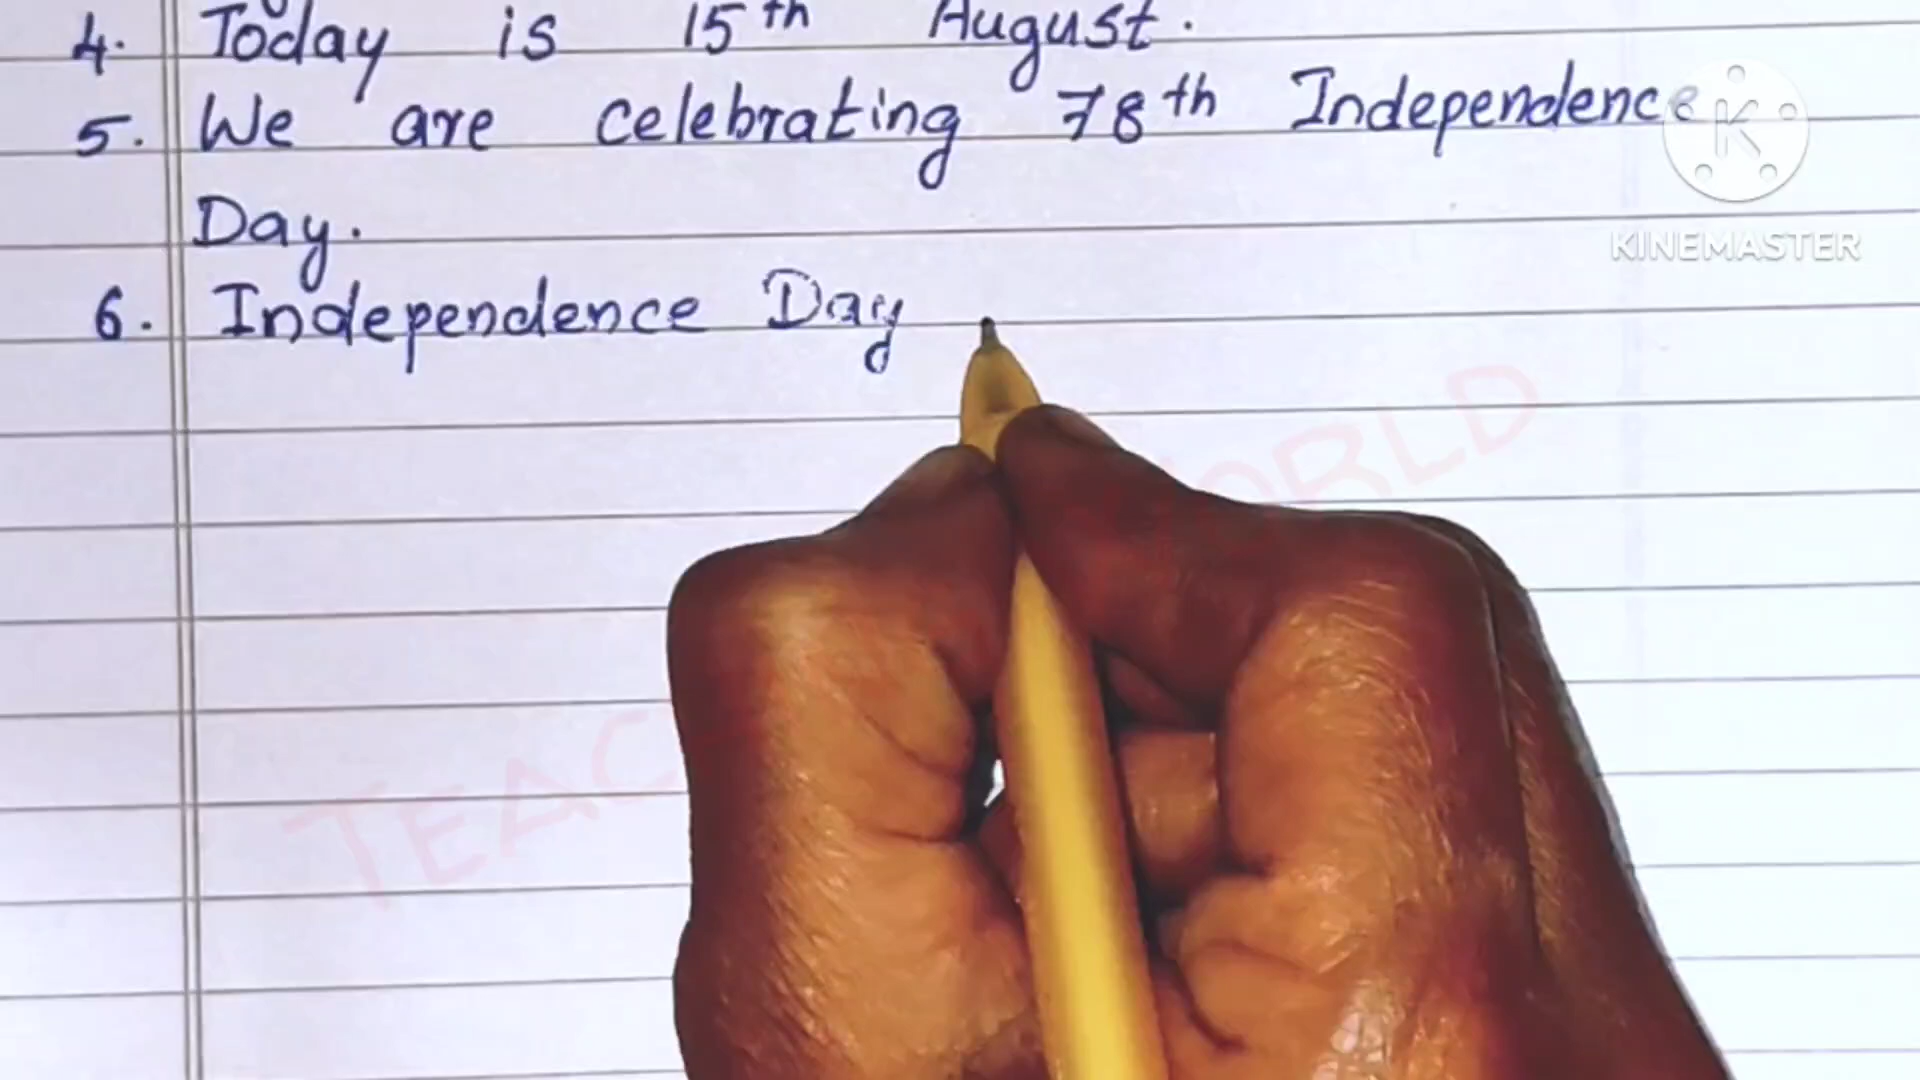 4. Today is 15th August.
5. We are celebrating 78th Independence
Day.
6. Independence Day
KINEMASTER